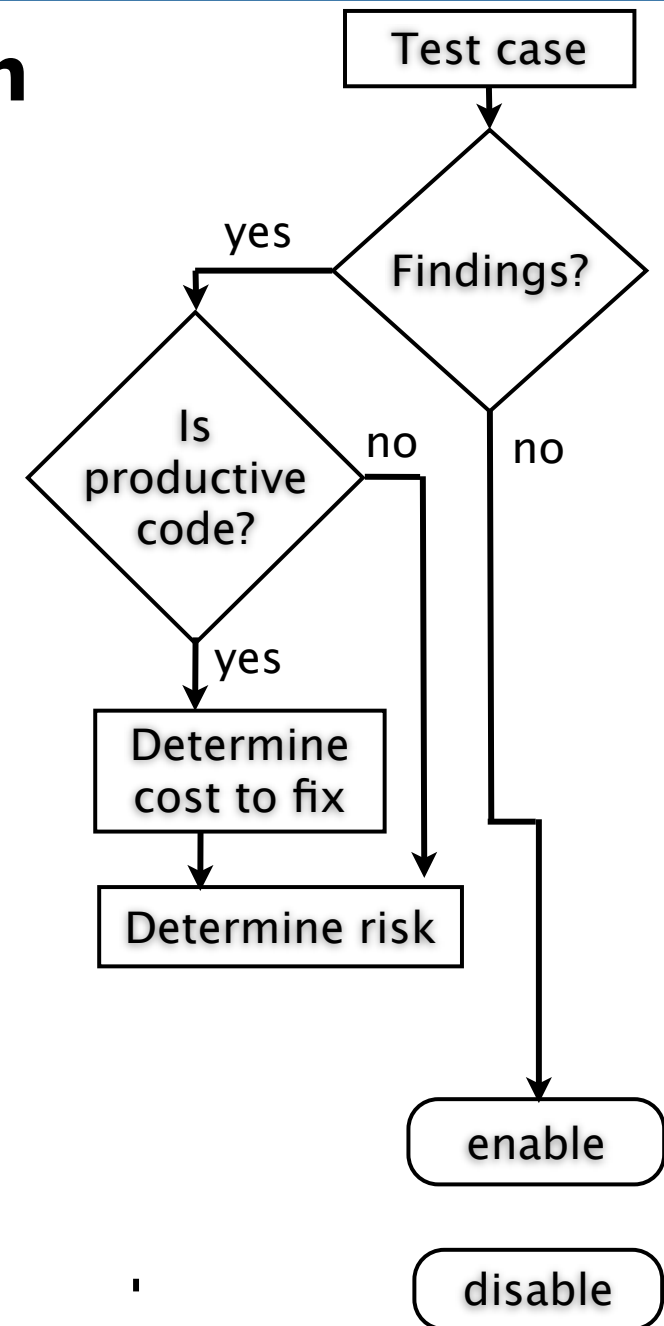 n
Test case
yes
Findings?
Is
productive
code?
no
no
yes
Determine
cost to fix
Determine risk
enable
disable